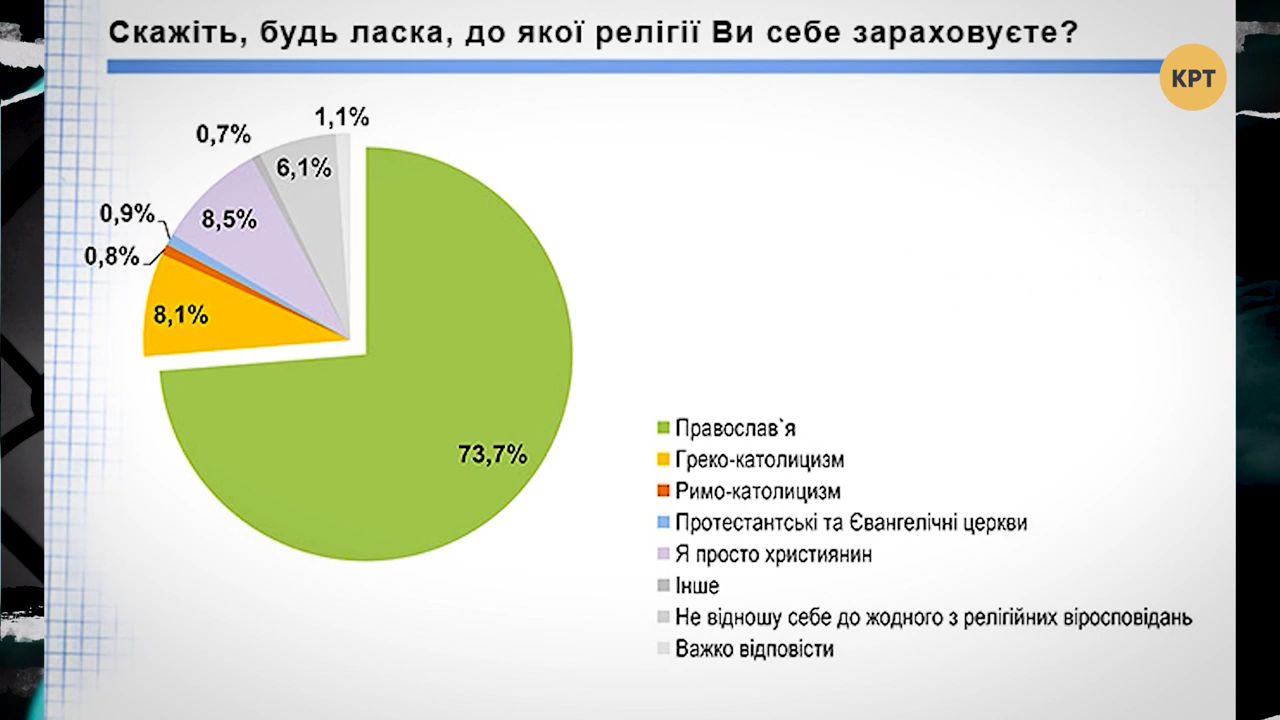 Скажіть, будь ласка, до якої релігії Ви себе зараховуєте?
КРТ
1,1%
0,7%
6,1%
0,9%
8,5%
0,8%
8,1%
73,7%
Православ`я
Греко-католицизм
Римо-католицизм
Протестантські та Євангелічні церкви
Я просто християнин
Інше
Не відношу себе до жодного з релігійних віросповідань
Важко відповісти